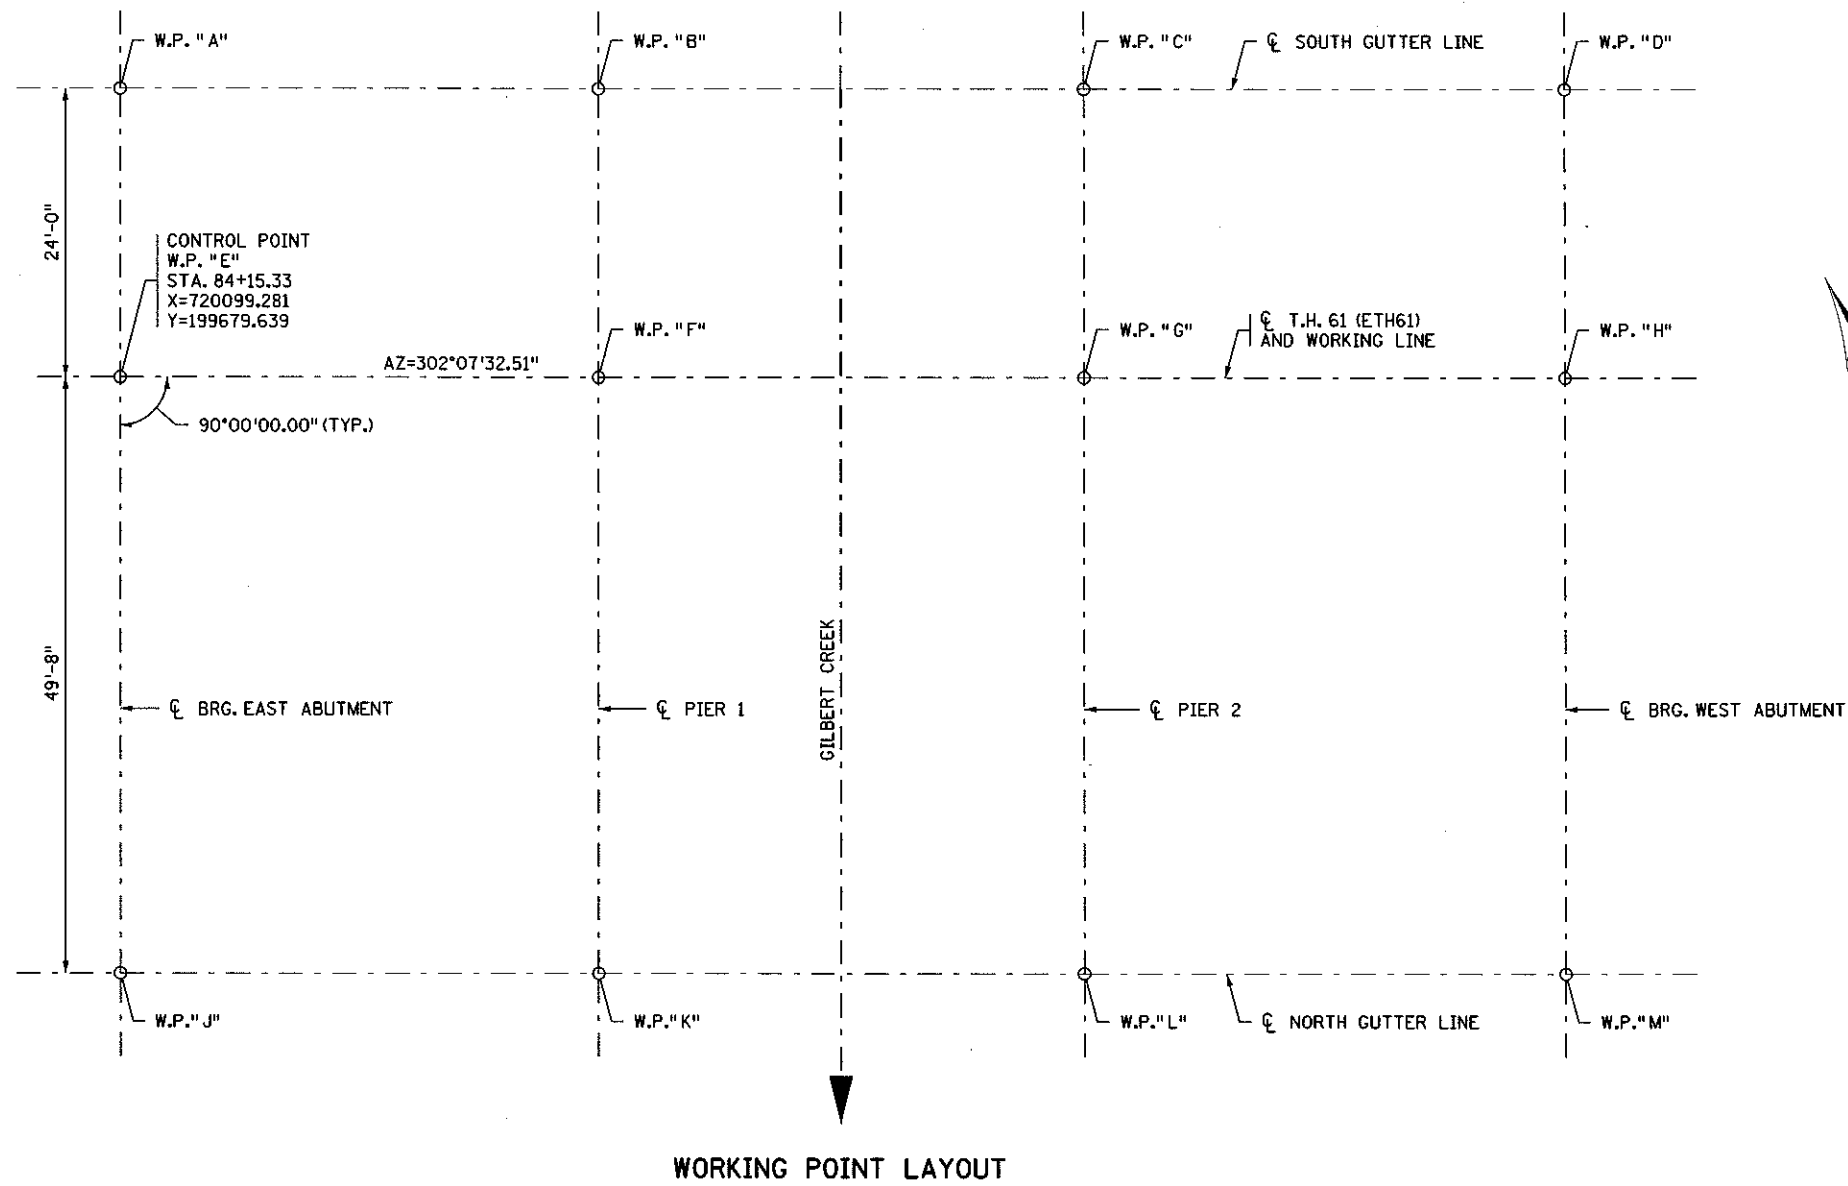 W.P. "A"
W.P. "B"
W.P. "C"
℄ SOUTH GUTTER LINE
W.P. "D"
24'-0"
CONTROL POINT
W.P. "E"
STA. 84+15.33
X=720099.281
Y=199679.639
W.P. "F"
W.P. "G"
℄ T.H. 61 (ETH61)
AND WORKING LINE
W.P. "H"
AZ=302°07'32.51"
90°00'00.00" (TYP.)
49'-8"
GILBERT CREEK
℄ BRG. EAST ABUTMENT
℄ PIER 1
℄ PIER 2
℄ BRG. WEST ABUTMENT
W.P. "J"
W.P. "K"
W.P. "L"
℄ NORTH GUTTER LINE
W.P. "M"
WORKING POINT LAYOUT